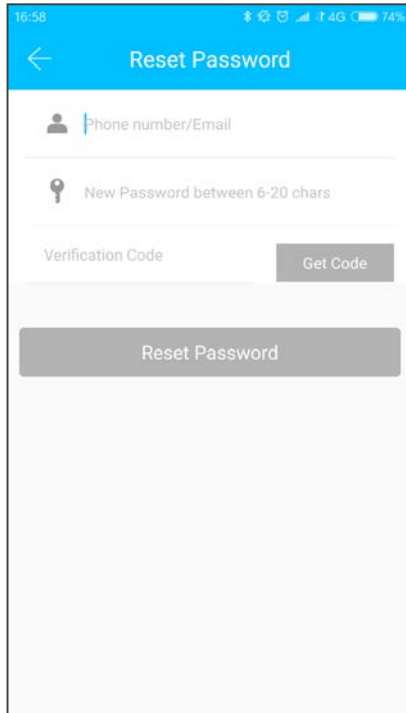 16:58
4G 74%
Reset Password
Phone number/Email
New Password between 6-20 chars
Verification Code
Get Code
Reset Password